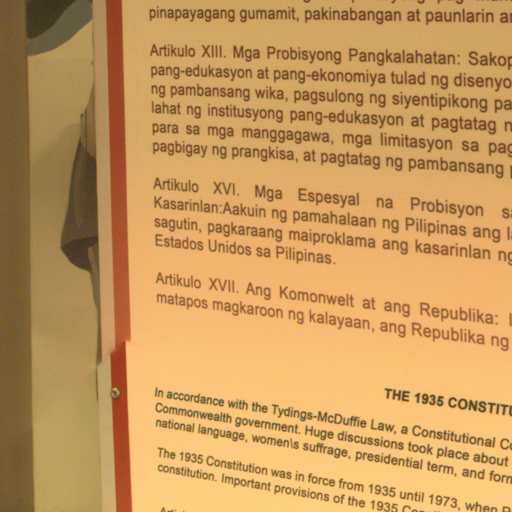 pinapayagang gumamit, pakinabangan at paunlarin
Artikulo XIII. Mga Probisyong Pangkalahatan: Sakop
pang-edukasyon at pang-ekonomiya tulad ng disenyo
ng pambansang wika, pagsulong ng siyentipikong
lahat ng institusyong pang-edukasyon at pagtatag
para sa mga manggagawa, mga limitasyon sa
pagbigay ng prangkisa, at pagtatag ng pambansang
Artikulo XVI. Mga Espesyal na Probisyon
Kasarinlan:Aakuin ng pamahalaan ng Pilipinas ang
sagutin, pagkaraang maiproklama ang kasarinlan
Estados Unidos sa Pilipinas.
Artikulo XVII. Ang Komonwelt at ang Republika:
matapos magkaroon ng kalayaan, ang Republika ng
THE 1935
In accordance with the Tydings-McDuffie Law, a Constitutional
Commonwealth government. Huge discussions took place about
national language, women\s suffrage, presidential term, and
The 1935 Constitution was in force from 1935 until 1973, when
constitution. Important provisions of the 1935